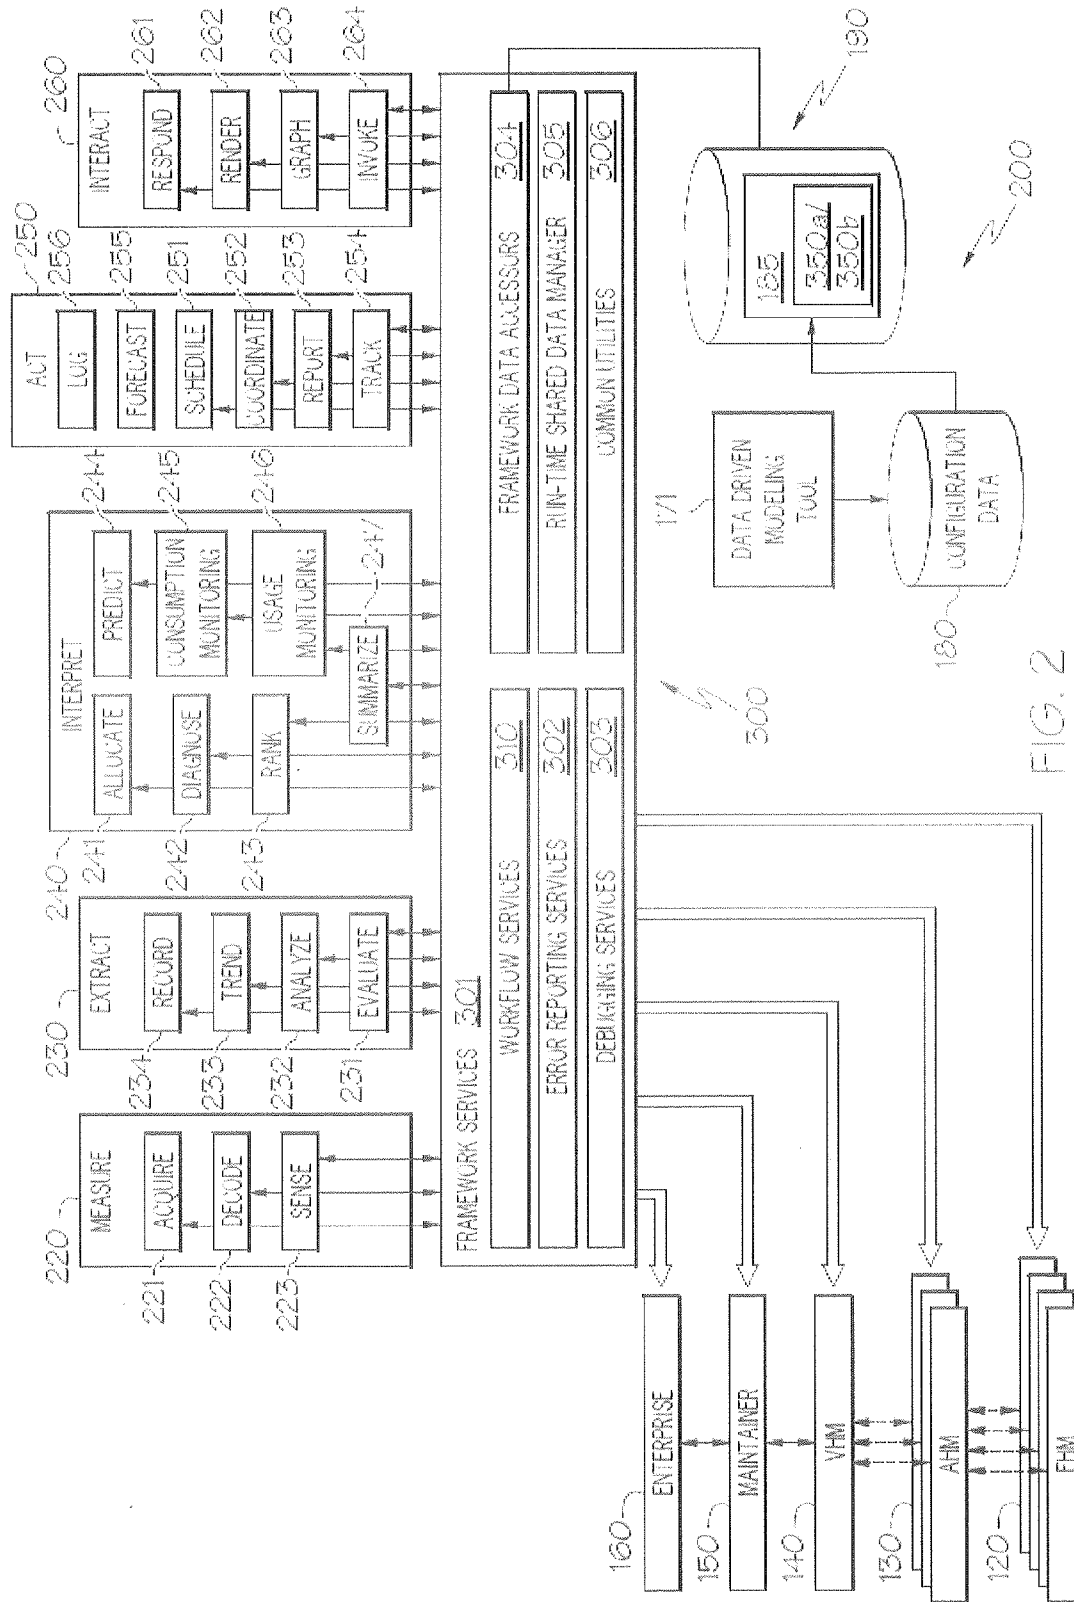 220
MEASURE
221
ACQUIRE
222
DECODE
223
SENSE
230
EXTRACT
234
RECORD
233
TREND
232
ANALYZE
231
EVALUATE
240
INTERPRET
241
ALLOCATE
242
DIAGNOSE
243
RANK
PREDICT
244
CONSUMPTION
MONITORING
245
USAGE
MONITORING
246
SUMMARIZE
247
250
ACT
LOG
256
FORECAST
255
SCHEDULE
251
COORDINATE
252
REPORT
253
TRACK
254
260
INTERACT
RESPOND
261
RENDER
262
GRAPH
263
INVOKE
264
FRAMEWORK SERVICES 301
WORKFLOW SERVICES 310
ERROR REPORTING SERVICES 302
DEBUGGING SERVICES 303
FRAMEWORK DATA ACCESSORS 304
RUN-TIME SHARED DATA MANAGER 305
COMMON UTILITIES 306
300
160
ENTERPRISE
150
MAINTAINER
140
VHM
130
AHM
120
FHM
171
DATA DRIVEN
MODELING
TOOL
180
CONFIGURATION
DATA
185
350a/
350b
190
200
FIG. 2